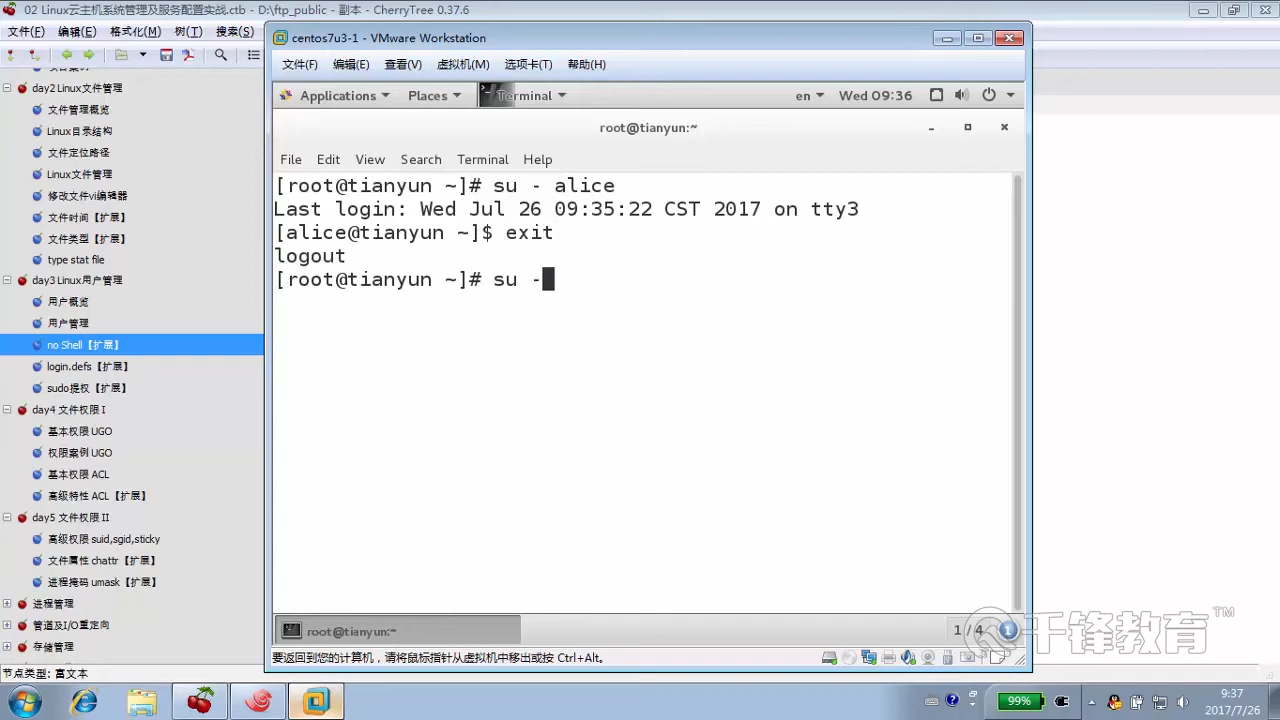 02 Linux云主机系统管理及服务配置实战.ctb - D:\ftp_public - 副本 - CherryTree 0.37.6
文件(F) 编辑(E) 格式化(M) 树(T) 搜索(S)
day2 Linux文件管理
文件管理概览
Linux目录结构
文件定位路径
Linux文件管理
修改文件vi编辑器
文件时间【扩展】
文件类型【扩展】
type stat file
day3 Linux用户管理
用户概览
用户管理
no Shell【扩展】
login.defs【扩展】
sudo提权【扩展】
day4 文件权限 I
基本权限 UGO
权限案例 UGO
基本权限 ACL
高级特性 ACL【扩展】
day5 文件权限 II
高级权限 suid,sgid,sticky
文件属性 chattr【扩展】
进程掩码 umask【扩展】
进程管理
管道及I/O重定向
存储管理
节点类型: 富文本
centos7u3-1 - VMware Workstation
文件(F) 编辑(E) 查看(V) 虚拟机(M) 选项卡(T) 帮助(H)
Applications Places Terminal en Wed 09:36
root@tianyun:~
File Edit View Search Terminal Help
[root@tianyun ~]# su - alice
Last login: Wed Jul 26 09:35:22 CST 2017 on tty3
[alice@tianyun ~]$ exit
logout
[root@tianyun ~]# su -
root@tianyun:~ 1 / 4 1
要返回到您的计算机，请将鼠标指针从虚拟机中移出或按 Ctrl+Alt。
千锋教育™
99%
9:37
2017/7/26